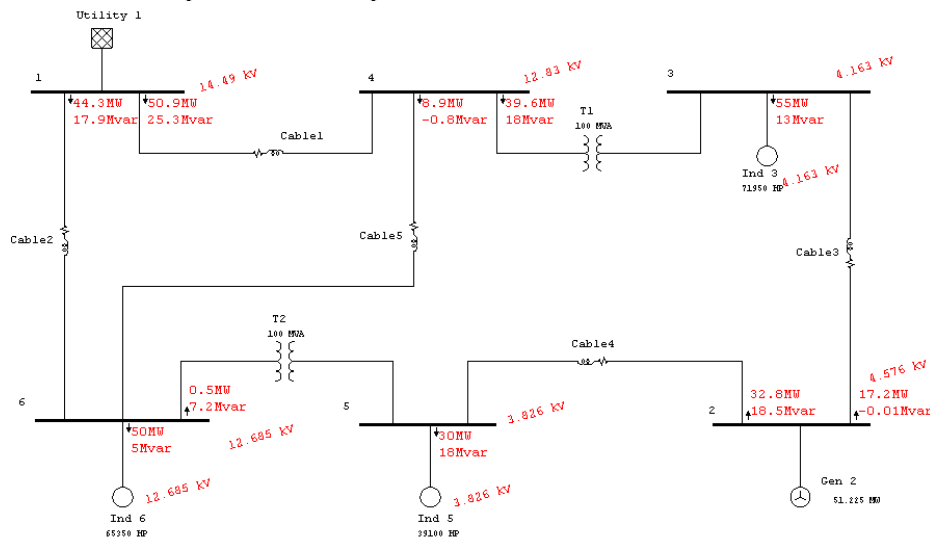 Utility 1
1
14.49 kV
4
12.83 kV
3
4.163 kV
44.3MW
17.9Mvar
50.9MW
25.3Mvar
8.9MW
-0.8Mvar
39.6MW
18Mvar
55MW
13Mvar
Cable1
T1
100 MVA
Ind 3
71950 HP
4.163 kV
Cable2
Cable5
Cable3
T2
100 MVA
Cable4
6
0.5MW
7.2Mvar
5
3.826 kV
2
32.8MW
18.5Mvar
4.576 kV
17.2MW
-0.01Mvar
50MW
5Mvar
12.685 kV
30MW
18Mvar
Ind 6
65350 HP
12.685 kV
Ind 5
39100 HP
3.826 kV
Gen 2
51.225 MW